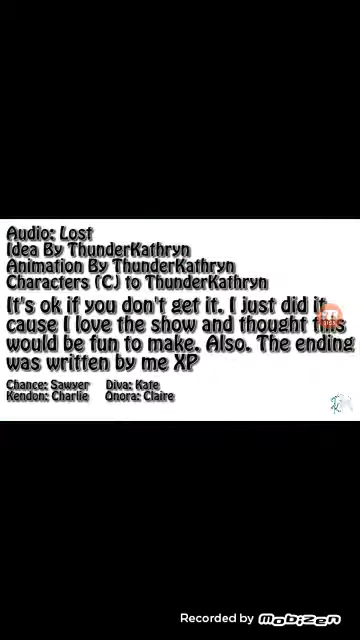 Audio: Lost
Idea By ThunderKathryn
Animation By ThunderKathryn
Characters (C) to ThunderKathryn
It's ok if you don't get it. I just did it
cause I love the show and thought this
would be fun to make. Also. The ending
was written by me XP
Chance: Sawyer Diva: Kate
Kendon: Charlie Onora: Claire
Recorded by mobizen